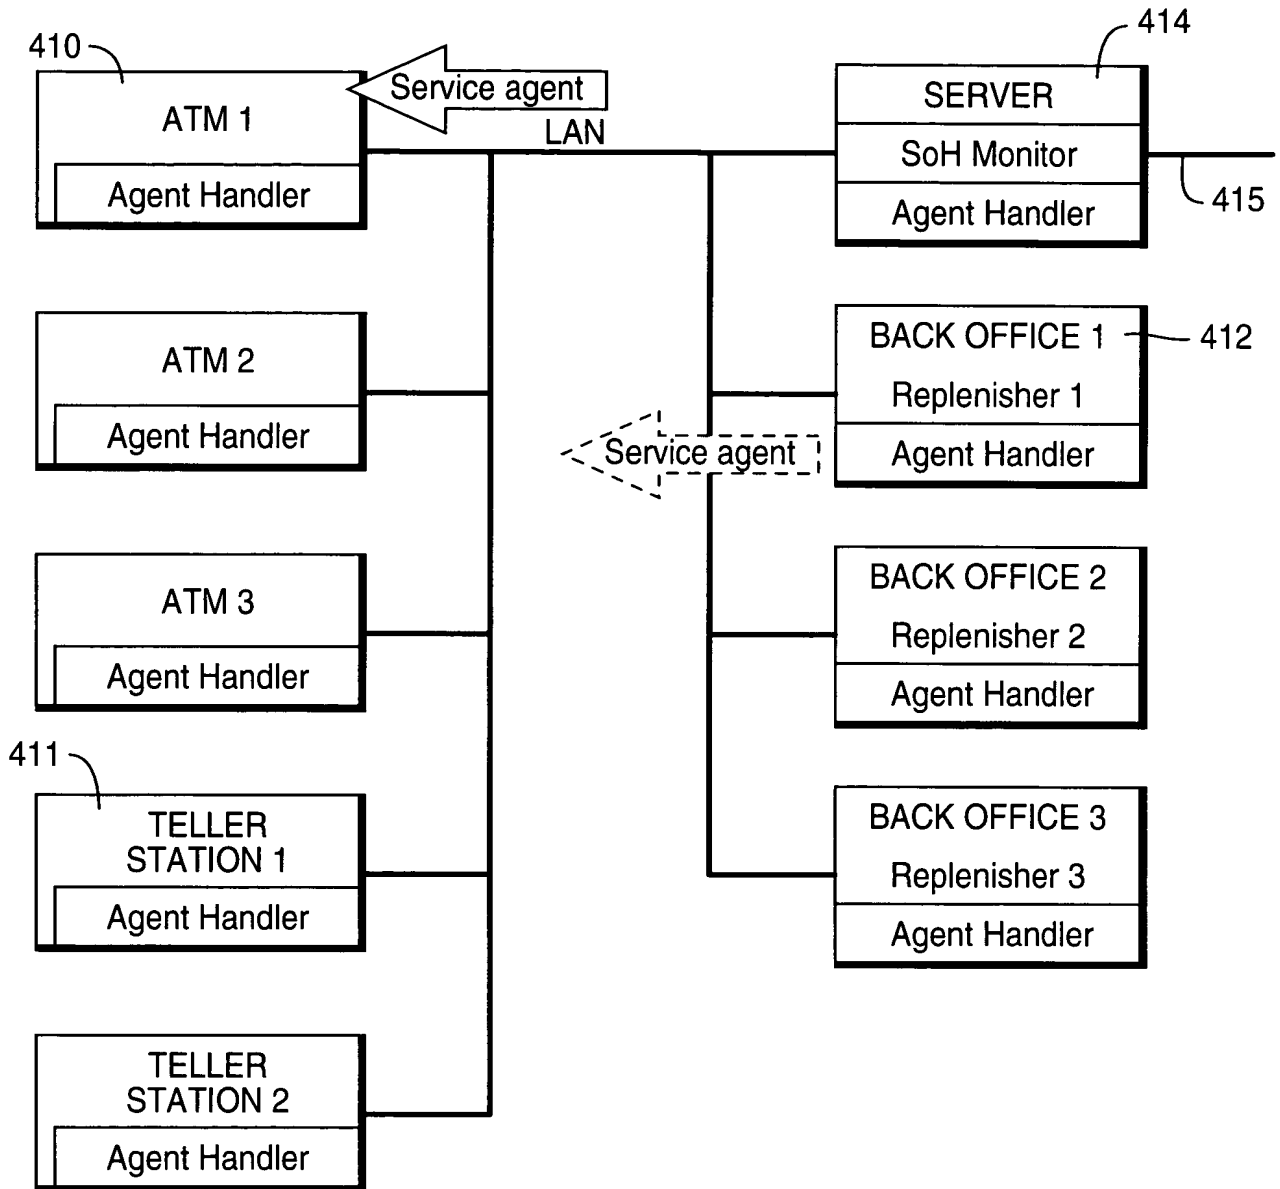 410
ATM 1
Agent Handler
Service agent
LAN
414
SERVER
SoH Monitor
Agent Handler
415
ATM 2
Agent Handler
BACK OFFICE 1
Replenisher 1
Agent Handler
412
Service agent
ATM 3
Agent Handler
BACK OFFICE 2
Replenisher 2
Agent Handler
411
TELLER
STATION 1
Agent Handler
BACK OFFICE 3
Replenisher 3
Agent Handler
TELLER
STATION 2
Agent Handler